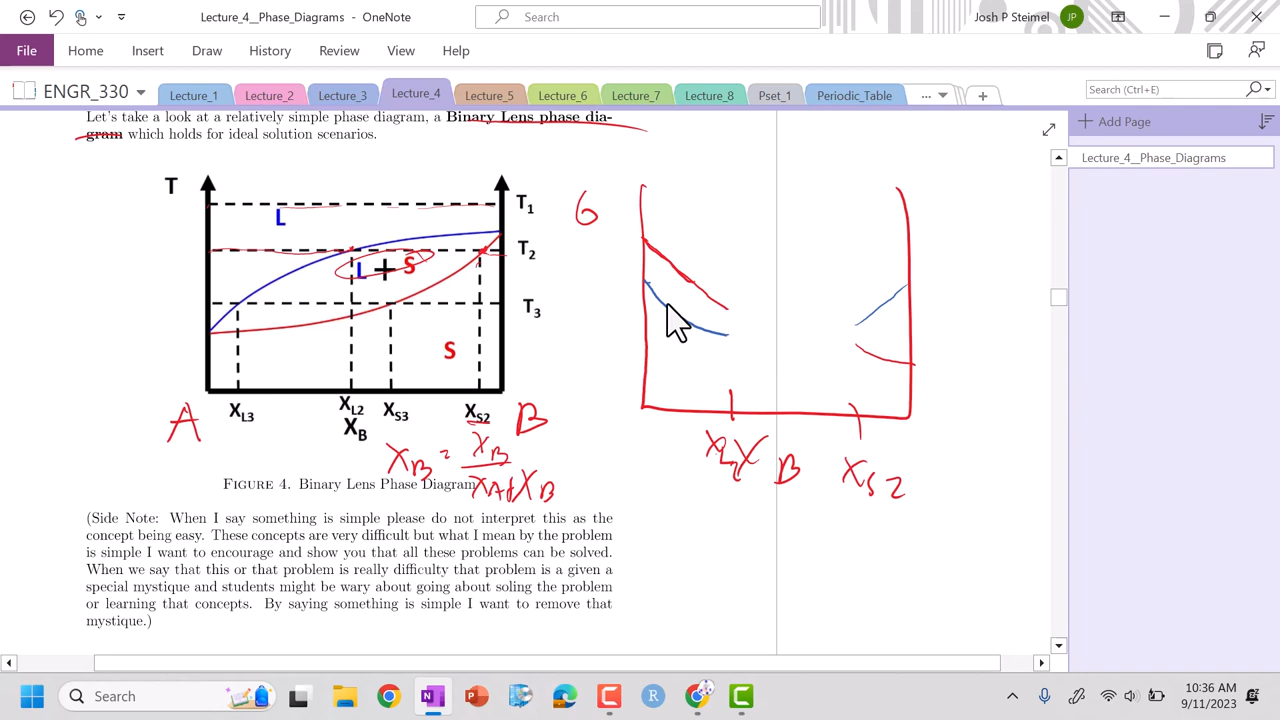 Lecture_4__Phase_Diagrams - OneNote
Search
Josh P Steimel
JP
File
Home
Insert
Draw
History
Review
View
Help
ENGR_330
Lecture_1
Lecture_2
Lecture_3
Lecture_4
Lecture_5
Lecture_6
Lecture_7
Lecture_8
Pset_1
Periodic_Table
...
Search (Ctrl+E)
Add Page
Lecture_4__Phase_Diagrams
Let's take a look at a relatively simple phase diagram, a Binary Lens phase dia-
gram which holds for ideal solution scenarios.
T
L
T1
T2
L + S
T3
S
A
XL3
XL2
XS3
XS2
B
XB
XB = XB / XA + XB
G
XL2
X B
XS2
FIGURE 4. Binary Lens Phase Diagram
(Side Note: When I say something is simple please do not interpret this as the
concept being easy. These concepts are very difficult but what I mean by the problem
is simple I want to encourage and show you that all these problems can be solved.
When we say that this or that problem is really difficulty that problem is a given a
special mystique and students might be wary about going about soling the problem
or learning that concepts. By saying something is simple I want to remove that
mystique.)
Search
10:36 AM
9/11/2023